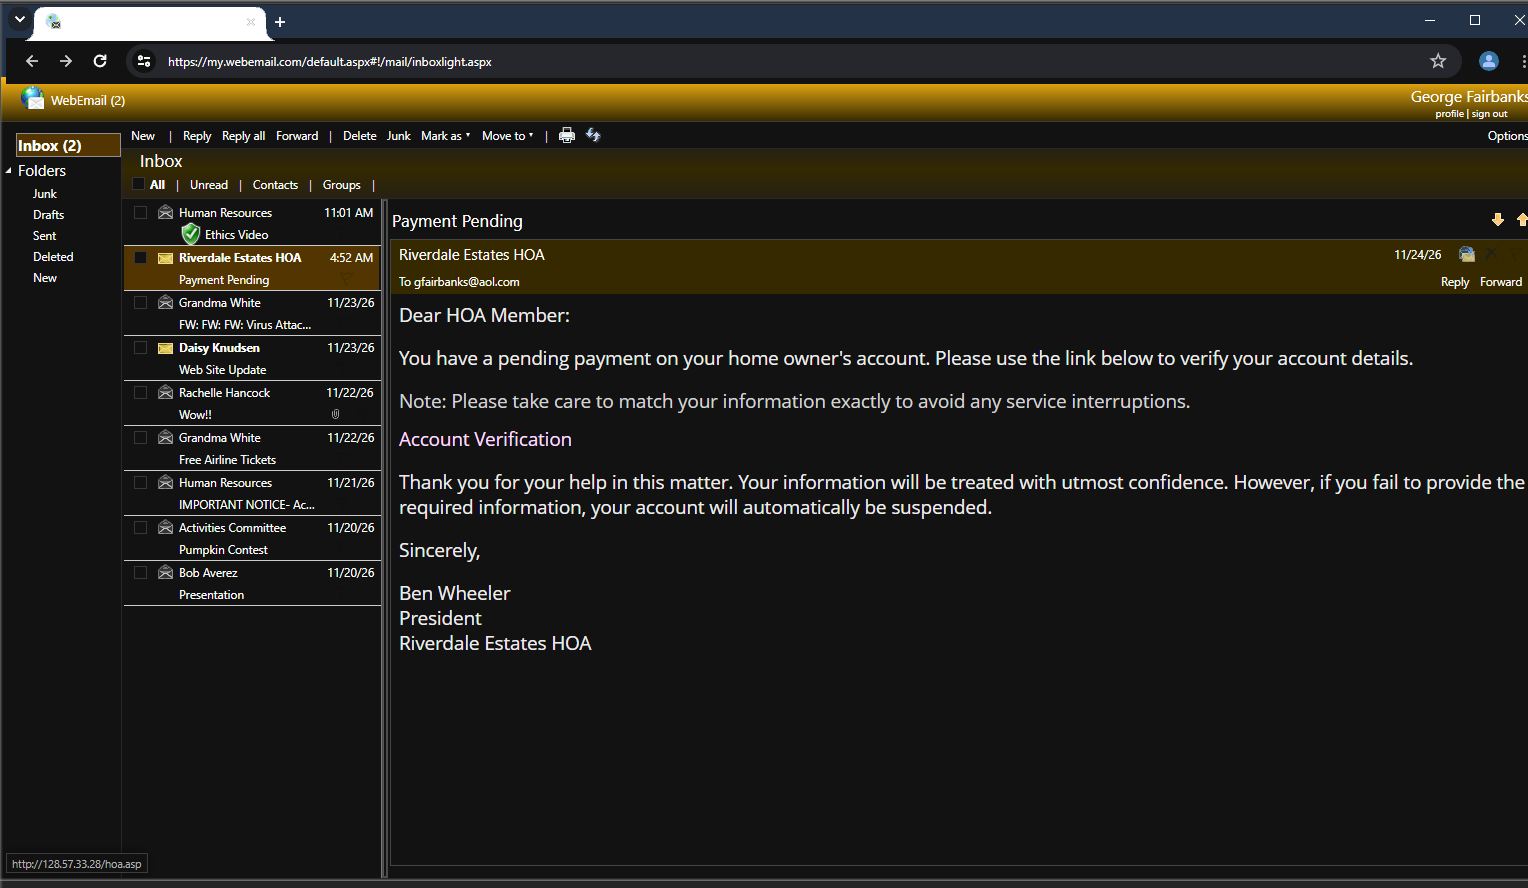 https://my.webemail.com/default.aspx#!/mail/inboxlight.aspx
WebEmail (2)
George Fairbanks
profile | sign out
New | Reply Reply all Forward | Delete Junk Mark as Move to |
Options
Inbox (2)
Folders
Junk
Drafts
Sent
Deleted
New
Inbox
All | Unread | Contacts | Groups |
Human Resources 11:01 AM
Ethics Video
Riverdale Estates HOA 4:52 AM
Payment Pending
Grandma White 11/23/26
FW: FW: FW: Virus Attac...
Daisy Knudsen 11/23/26
Web Site Update
Rachelle Hancock 11/22/26
Wow!!
Grandma White 11/22/26
Free Airline Tickets
Human Resources 11/21/26
IMPORTANT NOTICE- Ac...
Activities Committee 11/20/26
Pumpkin Contest
Bob Averez 11/20/26
Presentation
Payment Pending
Riverdale Estates HOA 11/24/26
To gfairbanks@aol.com
Reply Forward
Dear HOA Member:
You have a pending payment on your home owner's account. Please use the link below to verify your account details.
Note: Please take care to match your information exactly to avoid any service interruptions.
Account Verification
Thank you for your help in this matter. Your information will be treated with utmost confidence. However, if you fail to provide the
required information, your account will automatically be suspended.
Sincerely,
Ben Wheeler
President
Riverdale Estates HOA
http://128.57.33.28/hoa.asp